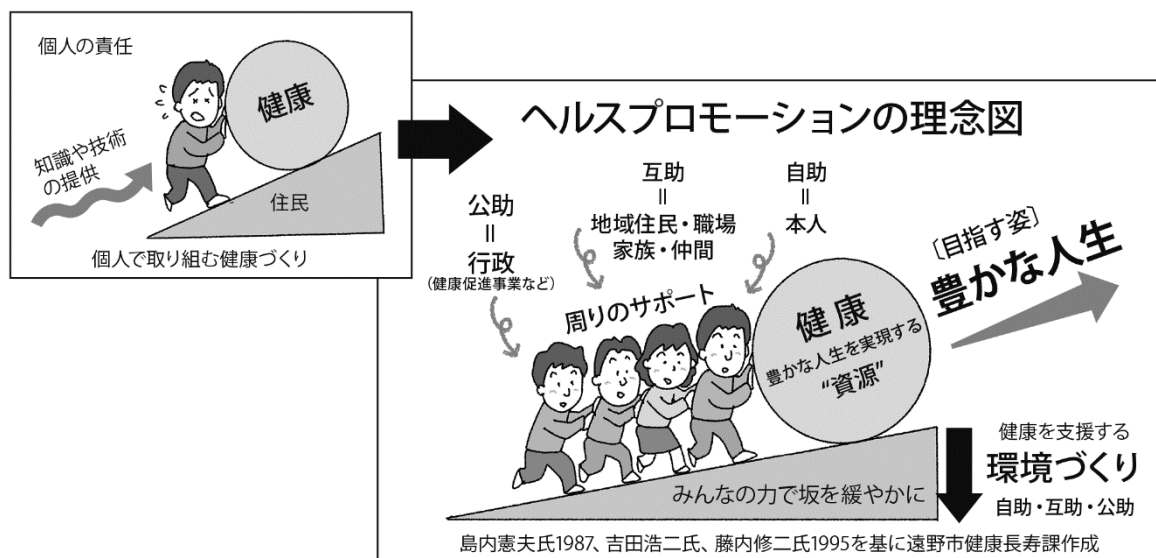 個人の責任
健康
知識や技術
の提供
住民
個人で取り組む健康づくり
ヘルスプロモーションの理念図
公助
＝
行政
(健康促進事業など)
互助
＝
地域住民・職場
家族・仲間
自助
＝
本人
周りのサポート
健康
豊かな人生を実現する
“資源”
〔目指す姿〕
豊かな人生
みんなの力で坂を緩やかに
健康を支援する
環境づくり
自助・互助・公助
島内憲夫氏1987、吉田浩二氏、藤内修二氏1995を基に遠野市健康長寿課作成